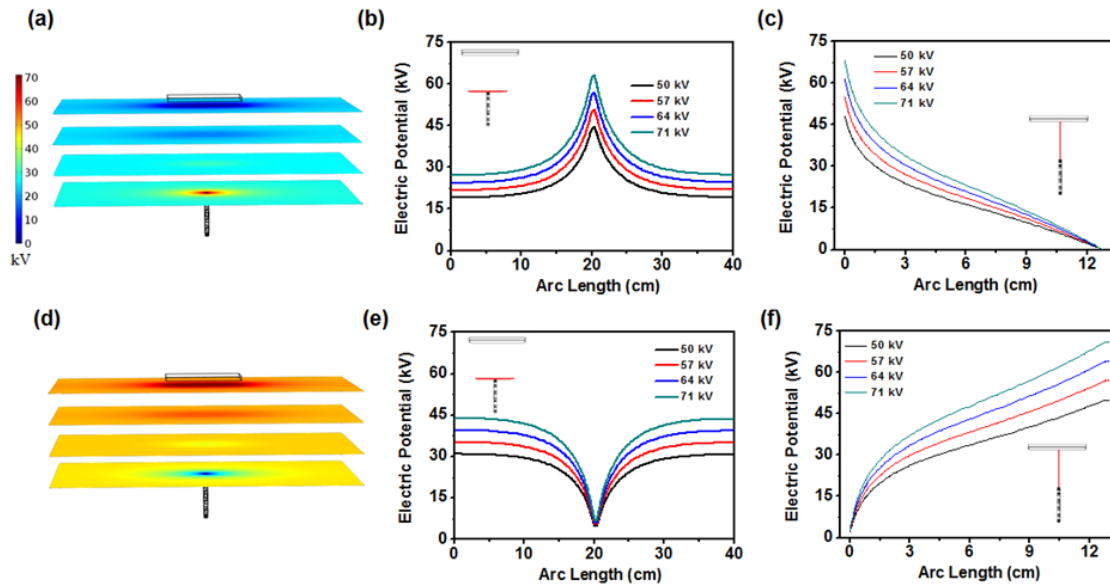 (a)
70
60
50
40
30
20
10
0
kV
(b)
Electric Potential (kV)
75
60
45
30
15
0
50 kV
57 kV
64 kV
71 kV
0 10 20 30 40
Arc Length (cm)
(c)
Electric Potential (kV)
75
60
45
30
15
0
50 kV
57 kV
64 kV
71 kV
0 3 6 9 12
Arc Length (cm)
(d)
(e)
Electric Potential (kV)
75
60
45
30
15
0
50 kV
57 kV
64 kV
71 kV
0 10 20 30 40
Arc Length (cm)
(f)
Electric Potential (kV)
75
60
45
30
15
0
50 kV
57 kV
64 kV
71 kV
0 3 6 9 12
Arc Length (cm)